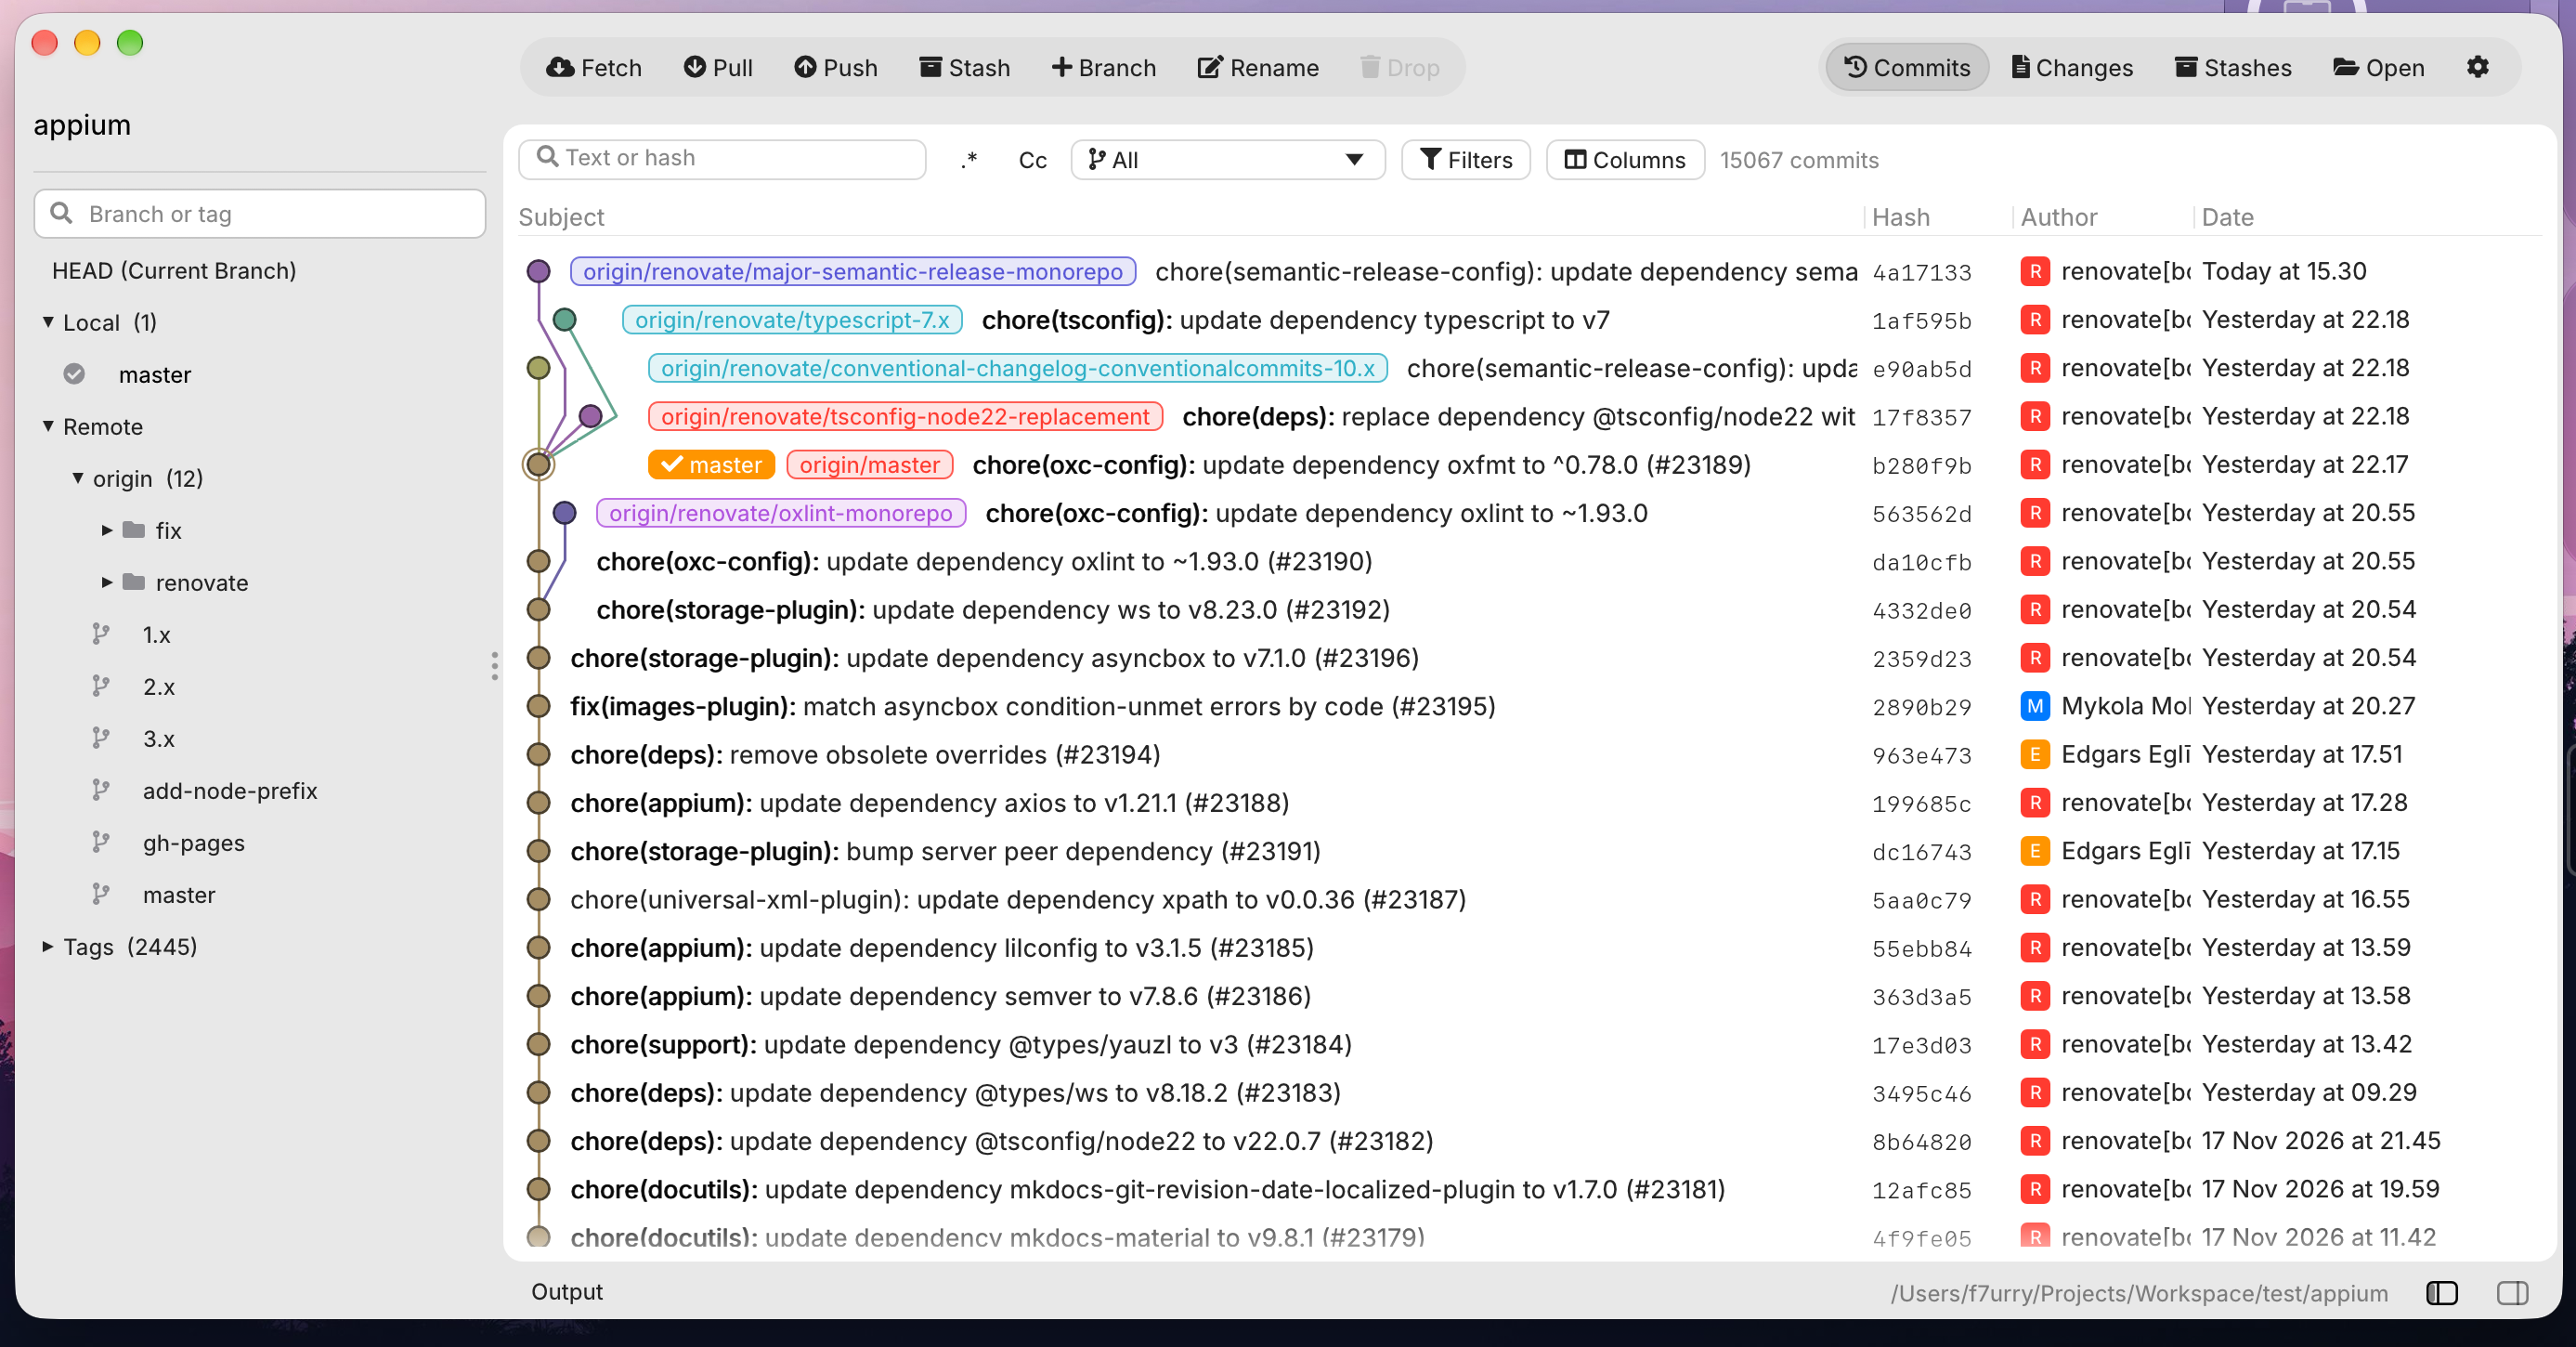 Fetch Pull Push Stash Branch Rename Drop Commits Changes Stashes Open
appium
Branch or tag
HEAD (Current Branch)
Local (1)
master
Remote
origin (12)
fix
renovate
1.x
2.x
3.x
add-node-prefix
gh-pages
master
Tags (2445)
Text or hash .* Cc All Filters Columns 15067 commits
Subject Hash Author Date
origin/renovate/major-semantic-release-monorepo chore(semantic-release-config): update dependency sema 4a17133 R renovate[bo Today at 15.30
origin/renovate/typescript-7.x chore(tsconfig): update dependency typescript to v7 1af595b R renovate[bo Yesterday at 22.18
origin/renovate/conventional-changelog-conventionalcommits-10.x chore(semantic-release-config): upda e90ab5d R renovate[bo Yesterday at 22.18
origin/renovate/tsconfig-node22-replacement chore(deps): replace dependency @tsconfig/node22 wit 17f8357 R renovate[bo Yesterday at 22.18
master origin/master chore(oxc-config): update dependency oxfmt to ^0.78.0 (#23189) b280f9b R renovate[bo Yesterday at 22.17
origin/renovate/oxlint-monorepo chore(oxc-config): update dependency oxlint to ~1.93.0 563562d R renovate[bo Yesterday at 20.55
chore(oxc-config): update dependency oxlint to ~1.93.0 (#23190) da10cfb R renovate[bo Yesterday at 20.55
chore(storage-plugin): update dependency ws to v8.23.0 (#23192) 4332de0 R renovate[bo Yesterday at 20.54
chore(storage-plugin): update dependency asyncbox to v7.1.0 (#23196) 2359d23 R renovate[bo Yesterday at 20.54
fix(images-plugin): match asyncbox condition-unmet errors by code (#23195) 2890b29 M Mykola Mol Yesterday at 20.27
chore(deps): remove obsolete overrides (#23194) 963e473 E Edgars Eglī Yesterday at 17.51
chore(appium): update dependency axios to v1.21.1 (#23188) 199685c R renovate[bo Yesterday at 17.28
chore(storage-plugin): bump server peer dependency (#23191) dc16743 E Edgars Eglī Yesterday at 17.15
chore(universal-xml-plugin): update dependency xpath to v0.0.36 (#23187) 5aa0c79 R renovate[bo Yesterday at 16.55
chore(appium): update dependency lilconfig to v3.1.5 (#23185) 55ebb84 R renovate[bo Yesterday at 13.59
chore(appium): update dependency semver to v7.8.6 (#23186) 363d3a5 R renovate[bo Yesterday at 13.58
chore(support): update dependency @types/yauzl to v3 (#23184) 17e3d03 R renovate[bo Yesterday at 13.42
chore(deps): update dependency @types/ws to v8.18.2 (#23183) 3495c46 R renovate[bo Yesterday at 09.29
chore(deps): update dependency @tsconfig/node22 to v22.0.7 (#23182) 8b64820 R renovate[bo 17 Nov 2026 at 21.45
chore(docutils): update dependency mkdocs-git-revision-date-localized-plugin to v1.7.0 (#23181) 12afc85 R renovate[bo 17 Nov 2026 at 19.59
chore(docutils): update dependency mkdocs-material to v9.8.1 (#23179) 4f9fe05 R renovate[bo 17 Nov 2026 at 11.42
Output /Users/f7urry/Projects/Workspace/test/appium